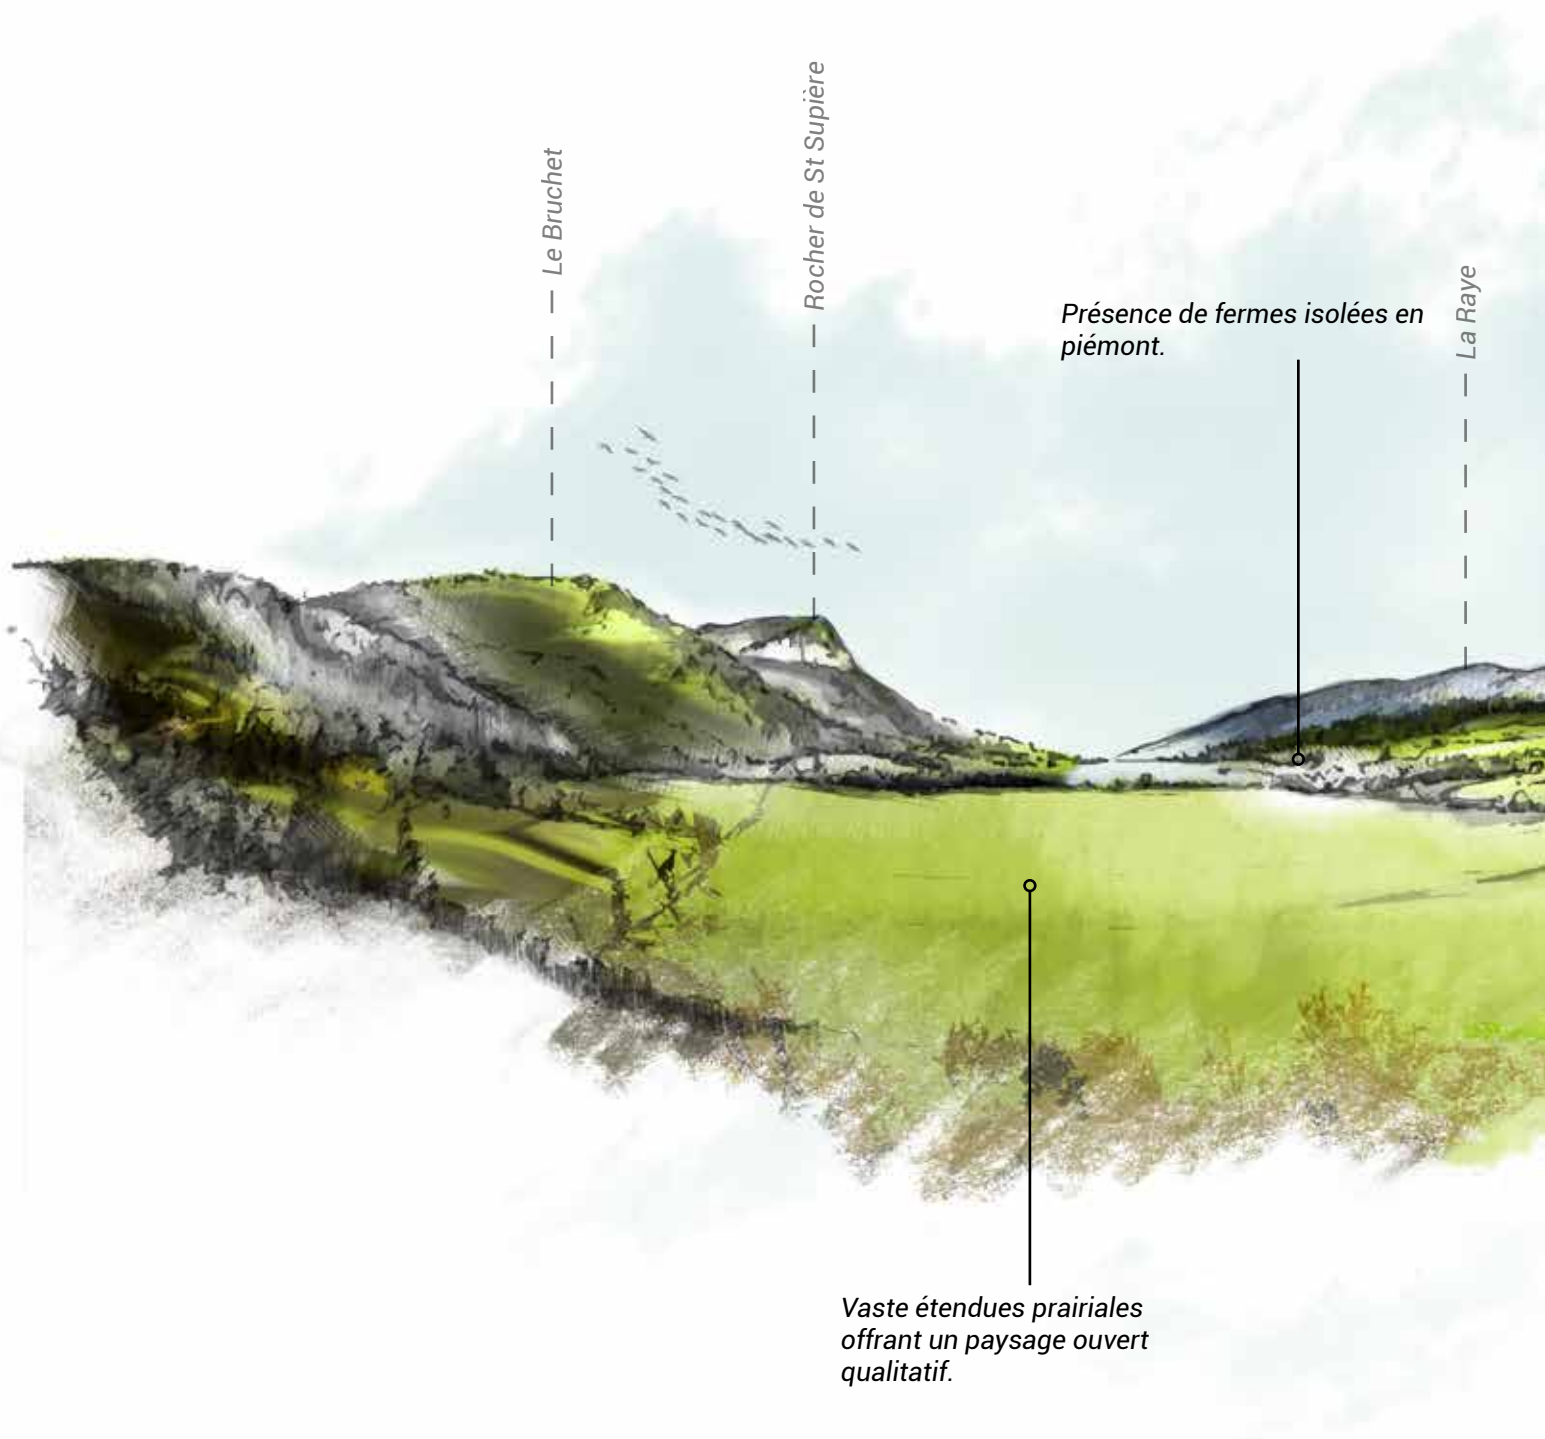 Le Bruchet
Rocher de St Supière
La Raye
Présence de fermes isolées en
piémont.
Vaste étendues prairiales
offrant un paysage ouvert
qualitatif.